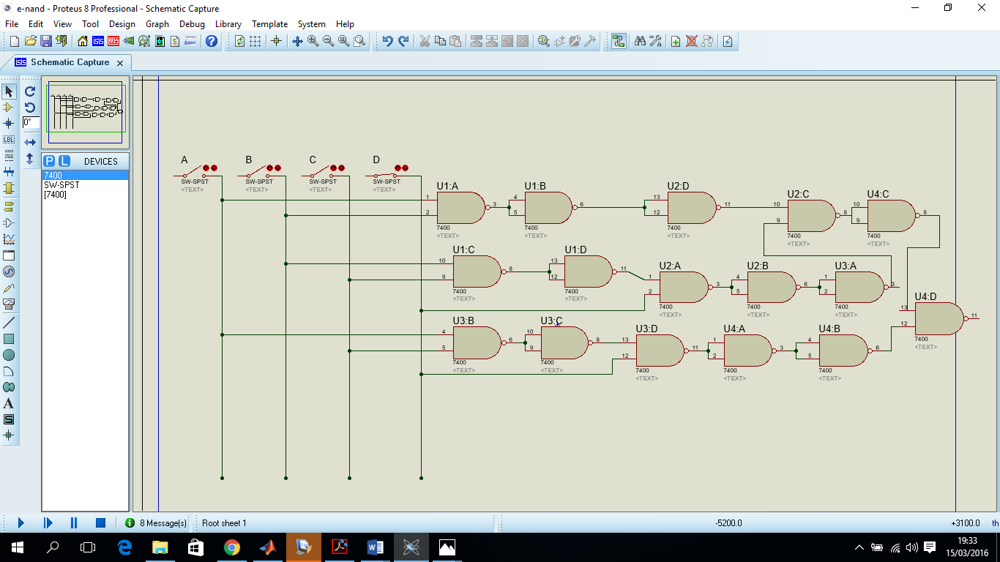 e-nand - Proteus 8 Professional - Schematic Capture
File Edit View Tool Design Graph Debug Library Template System Help
Schematic Capture
0°
P L DEVICES
7400
SW-SPST
[7400]
LBL
A
S
A B C D
SW-SPST SW-SPST SW-SPST SW-SPST
<TEXT> <TEXT> <TEXT> <TEXT>
U1:A U1:B U2:D U2:C U4:C
1 2 3 4 5 6 13 12 11 10 9 8 10 9 8
7400 7400 7400 7400 7400
<TEXT> <TEXT> <TEXT> <TEXT> <TEXT>
U1:C U1:D U2:A U2:B U3:A
10 9 8 13 12 11 1 2 3 4 5 6 1 2 3
7400 7400 7400 7400 7400
<TEXT> <TEXT> <TEXT> <TEXT> <TEXT>
U4:D
13 12 11
7400
<TEXT>
U3:B U3:C U3:D U4:A U4:B
4 5 6 10 9 8 13 12 11 1 2 3 4 5 6
7400 7400 7400 7400 7400
<TEXT> <TEXT> <TEXT> <TEXT> <TEXT>
8 Message(s) Root sheet 1 -5200.0 +3100.0 th
19:33
15/03/2016